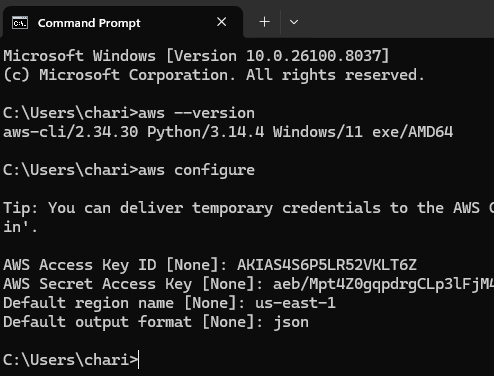 Command Prompt
Microsoft Windows [Version 10.0.26100.8037]
(c) Microsoft Corporation. All rights reserved.
C:\Users\chari>aws --version
aws-cli/2.34.30 Python/3.14.4 Windows/11 exe/AMD64
C:\Users\chari>aws configure
Tip: You can deliver temporary credentials to the AWS
in'.
AWS Access Key ID [None]: AKIAS4S6P5LR52VKLT6Z
AWS Secret Access Key [None]: aeb/Mpt4Z0gqpdrgCLp3lFjM4
Default region name [None]: us-east-1
Default output format [None]: json
C:\Users\chari>